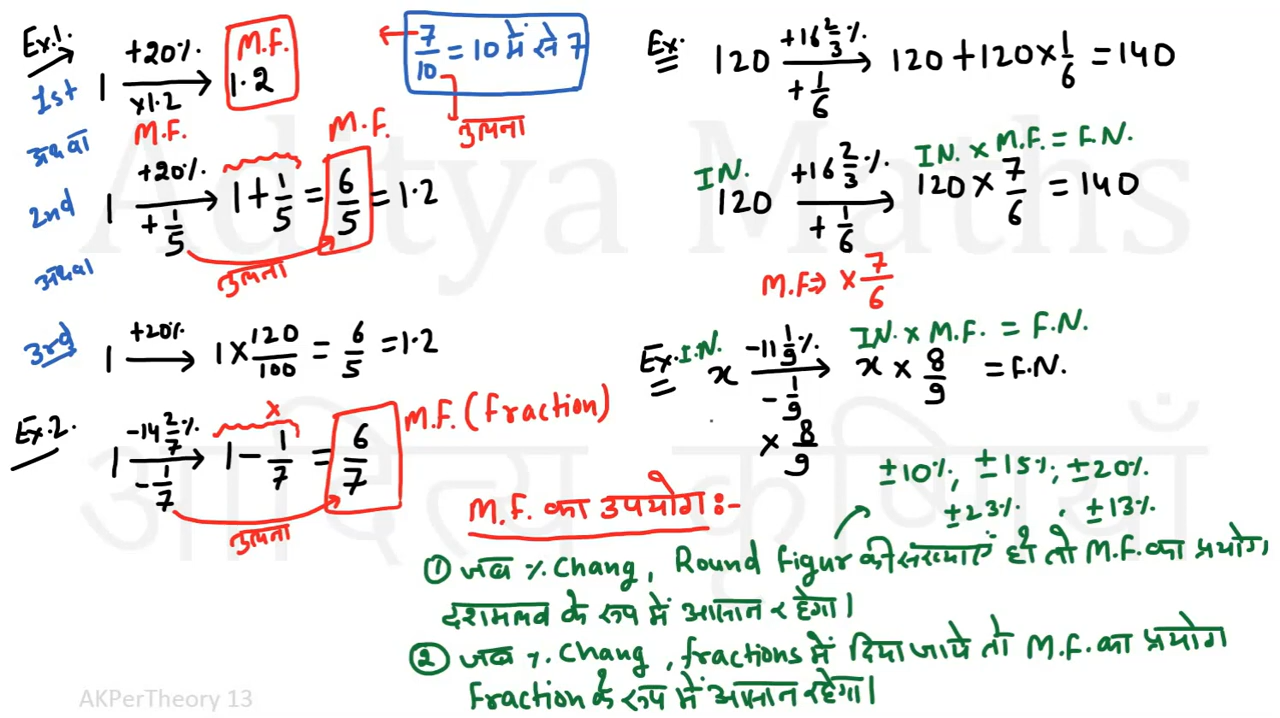 Ex.1.
1st 1 +20% → ×1.2 M.F. 1.2
M.F.
7/10 = 10 में से 7
तुलना
अथवा
2nd 1 +20% → +1/5 1 + 1/5 = 6/5 = 1.2
M.F.
तुलना
अथवा
3rd 1 +20% → 1 × 120/100 = 6/5 = 1.2
Ex.2. 1 -14 2/7 % → -1/7 1 - 1/7 = 6/7 M.F. (Fraction)
×
तुलना
Ex: 120 +16 2/3 % → +1/6 120 + 120 × 1/6 = 140
I.N. I.N. × M.F. = F.N.
120 +16 2/3 % → +1/6 120 × 7/6 = 140
M.F ⇒ × 7/6
Ex: I.N. I.N. × M.F. = F.N.
x -11 1/9 % → -1/9 x × 8/9 = F.N.
× 8/9
M.F. का उपयोग :-
±10%, ±15%, ±20%
±23%, ±13%
① जब % Chang, Round Figur की संख्याएं हो तो M.F. का प्रयोग
दशमलव के रूप में आसान रहेगा।
② जब %. Chang, fractions में दिया जाये तो M.F. का प्रयोग
Fraction के रूप में आसान रहेगा।
Aditya Maths
आदित्य कृषियाँ
AKPerTheory 13